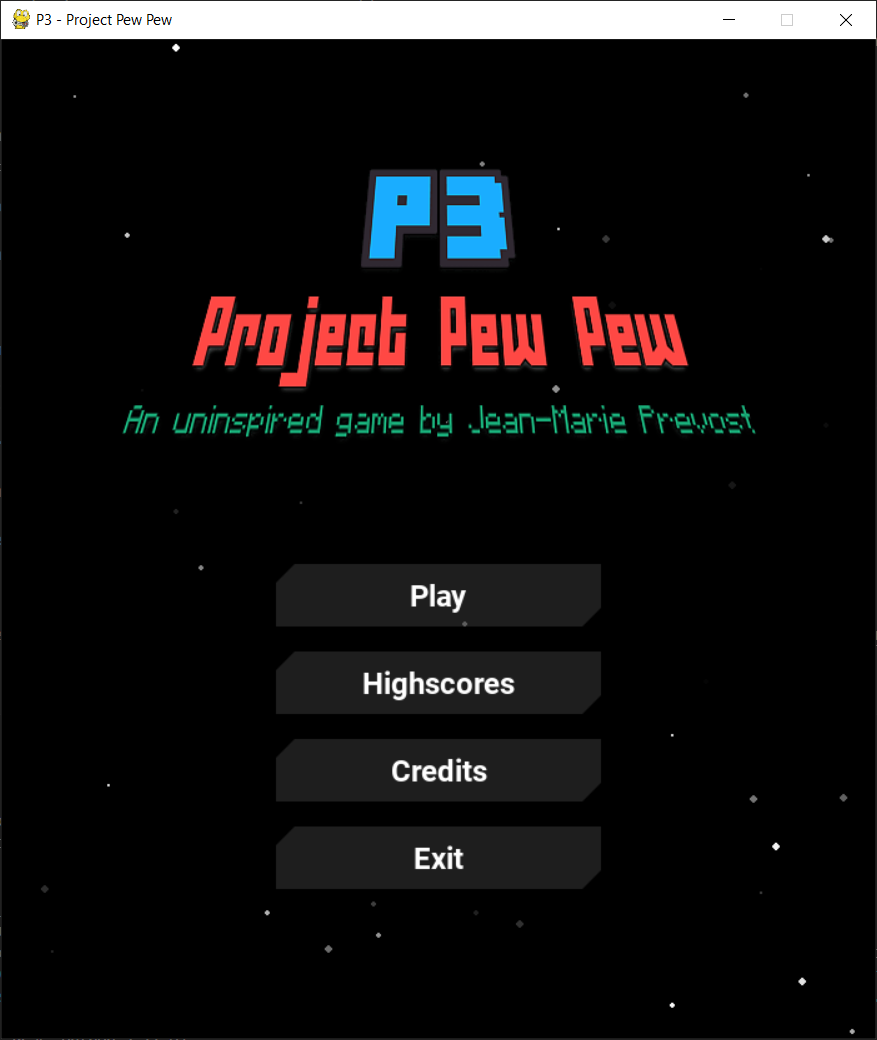 P3 - Project Pew Pew
P3
Project Pew Pew
An uninspired game by Jean-Marie Prevost
Play
Highscores
Credits
Exit